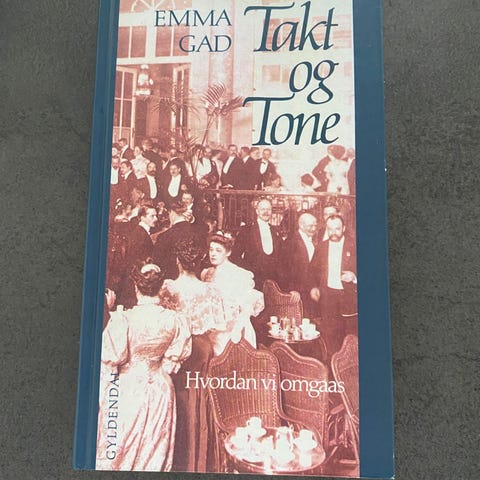 EMMA
GAD
Takt
og
Tone
Hvordan vi omgaas
GYLDENDAL